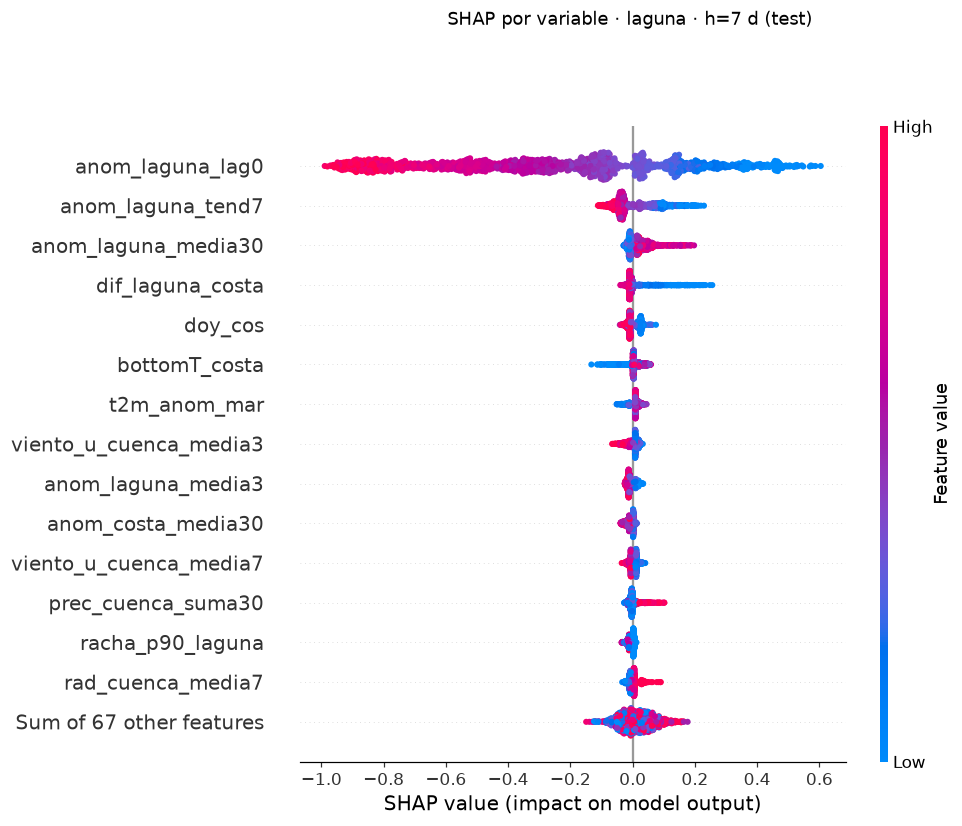 SHAP por variable · laguna · h=7 d (test)
High
anom_laguna_lag0
anom_laguna_tend7
anom_laguna_media30
dif_laguna_costa
doy_cos
bottomT_costa
t2m_anom_mar
viento_u_cuenca_media3
anom_laguna_media3
anom_costa_media30
viento_u_cuenca_media7
prec_cuenca_suma30
racha_p90_laguna
rad_cuenca_media7
Sum of 67 other features
Feature value
Low
−1.0 −0.8 −0.6 −0.4 −0.2 0.0 0.2 0.4 0.6
SHAP value (impact on model output)